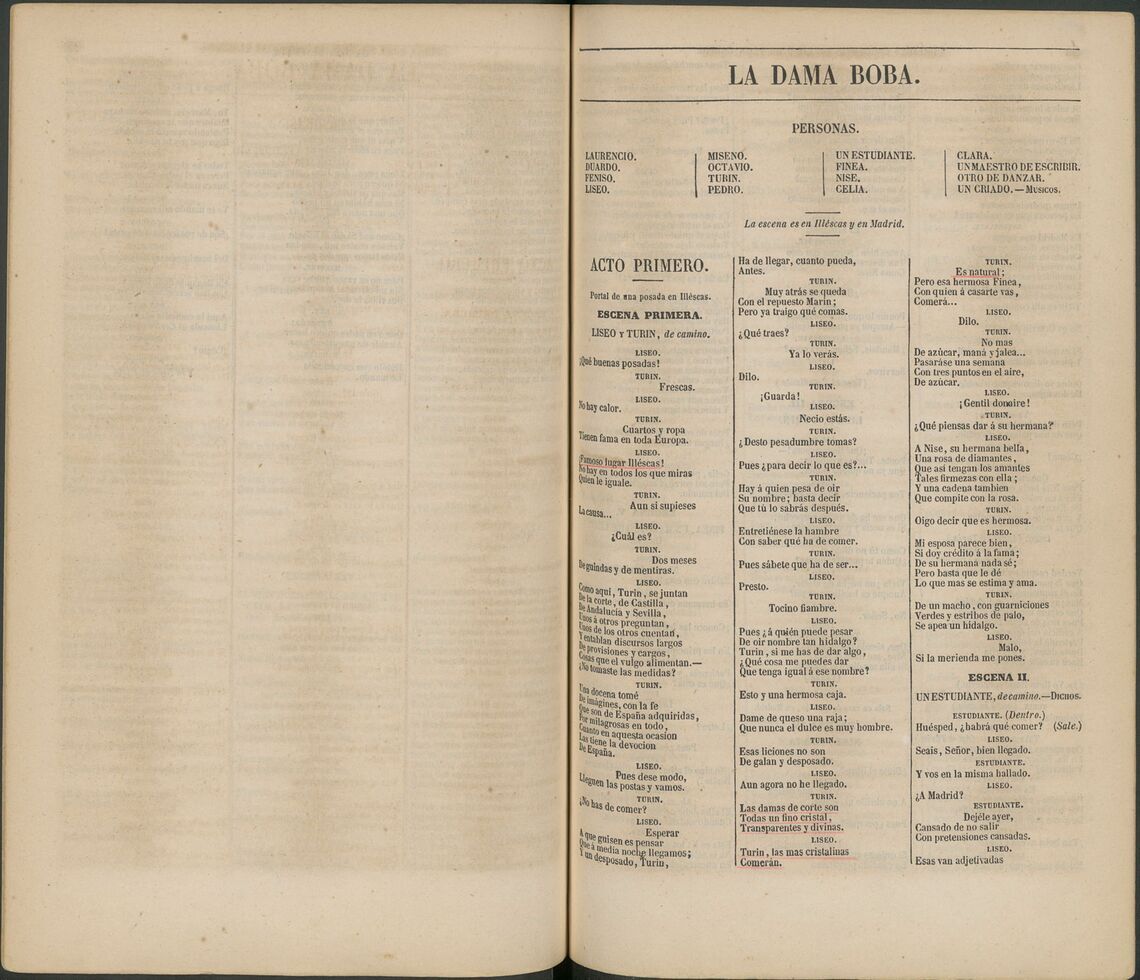 LA DAMA BOBA.
PERSONAS.
LAURENCIO.
DUARDO.
FENISO.
LISEO.
MISENO.
OCTAVIO.
TURIN.
PEDRO.
UN ESTUDIANTE.
FINEA.
NISE.
CELIA.
CLARA.
UN MAESTRO DE ESCRIBIR.
OTRO DE DANZAR.
UN CRIADO. — MUSICOS.
La escena es en Illéscas y en Madrid.
ACTO PRIMERO.
Portal de una posada en Illéscas.
ESCENA PRIMERA.
LISEO Y TURIN, de camino.
LISEO.
¡Qué buenas posadas!
TURIN.
Frescas.
LISEO.
No hay calor.
TURIN.
Cuartos y ropa
Tienen fama en toda Europa.
LISEO.
¡Famoso lugar Illéscas!
No hay en todos los que miras
Quien le iguale.
TURIN.
Aun si supieses
La causa...
LISEO.
¿Cuál es?
TURIN.
Dos meses
De guindas y de mentiras.
LISEO.
Como aquí, Turin, se juntan
De la corte, de Castilla,
De Andalucía y Sevilla,
Unos á otros preguntan,
Unos de los otros cuentan,
Y entablan discursos largos
De provisiones y cargos,
Cosas que el vulgo alimentan.—
¿No tomaste las medidas?
TURIN.
Una docena tomé
De imágines, con la fe
Que son de España adquiridas,
Por milagrosas en todo,
Cuanto en aquesta ocasion
Las tiene la devocion
De España.
LISEO.
Pues dese modo,
Lleguen las postas y vamos.
TURIN.
¿No has de comer?
LISEO.
Esperar
A que guisen es pensar
Que á media noche llegamos;
Y un desposado, Turin,
Ha de llegar, cuanto pueda,
Antes.
TURIN.
Muy atrás se queda
Con el repuesto Marin;
Pero ya traigo qué comas.
LISEO.
¿Qué traes?
TURIN.
Ya lo verás.
LISEO.
Dilo.
TURIN.
¡Guarda!
LISEO.
Necio estás.
TURIN.
¿Desto pesadumbre tomas?
LISEO.
Pues ¿para decir lo que es?...
TURIN.
Hay á quien pesa de oir
Su nombre; basta decir
Que tú lo sabrás después.
LISEO.
Entretiénese la hambre
Con saber qué ha de comer.
TURIN.
Pues sábete que ha de ser...
LISEO.
Presto.
TURIN.
Tocino fiambre.
LISEO.
Pues ¿á quién puede pesar
De oir nombre tan hidalgo?
Turin, si me has de dar algo,
¿Qué cosa me puedes dar
Que tenga igual á ese nombre?
TURIN.
Esto y una hermosa caja.
LISEO.
Dame de queso una raja;
Que nunca el dulce es muy hombre.
TURIN.
Esas liciones no son
De galan y desposado.
LISEO.
Aun agora no he llegado.
TURIN.
Las damas de corte son
Todas un fino cristal,
Transparentes y divinas.
LISEO.
Turin, las mas cristalinas
Comerán.
TURIN.
Es natural;
Pero esa hermosa Finea,
Con quien á casarte vas,
Comerá...
LISEO.
Dilo.
TURIN.
No mas
De azúcar, maná y jalea...
Pasaráse una semana
Con tres puntos en el aire,
De azúcar.
LISEO.
¡Gentil donaire!
TURIN.
¿Qué piensas dar á su hermana?
LISEO.
A Nise, su hermana bella,
Una rosa de diamantes,
Que así tengan los amantes
Tales firmezas con ella;
Y una cadena tambien
Que compite con la rosa.
TURIN.
Oigo decir que es hermosa.
LISEO.
Mi esposa parece bien,
Si doy crédito á la fama;
De su hermana nada sé;
Pero basta que le dé
Lo que mas se estima y ama.
TURIN.
De un macho, con guarniciones
Verdes y estribos de palo,
Se apea un hidalgo.
LISEO.
Malo,
Si la merienda me pones.
ESCENA II.
UN ESTUDIANTE, de camino.—DICHOS.
ESTUDIANTE. (Dentro.)
Huésped, ¿habrá qué comer? (Sale.)
LISEO.
Seais, Señor, bien llegado.
ESTUDIANTE.
Y vos en la misma hallado.
LISEO.
¿A Madrid?
ESTUDIANTE.
Dejéle ayer,
Cansado de no salir
Con pretensiones cansadas.
LISEO.
Esas van adjetivadas